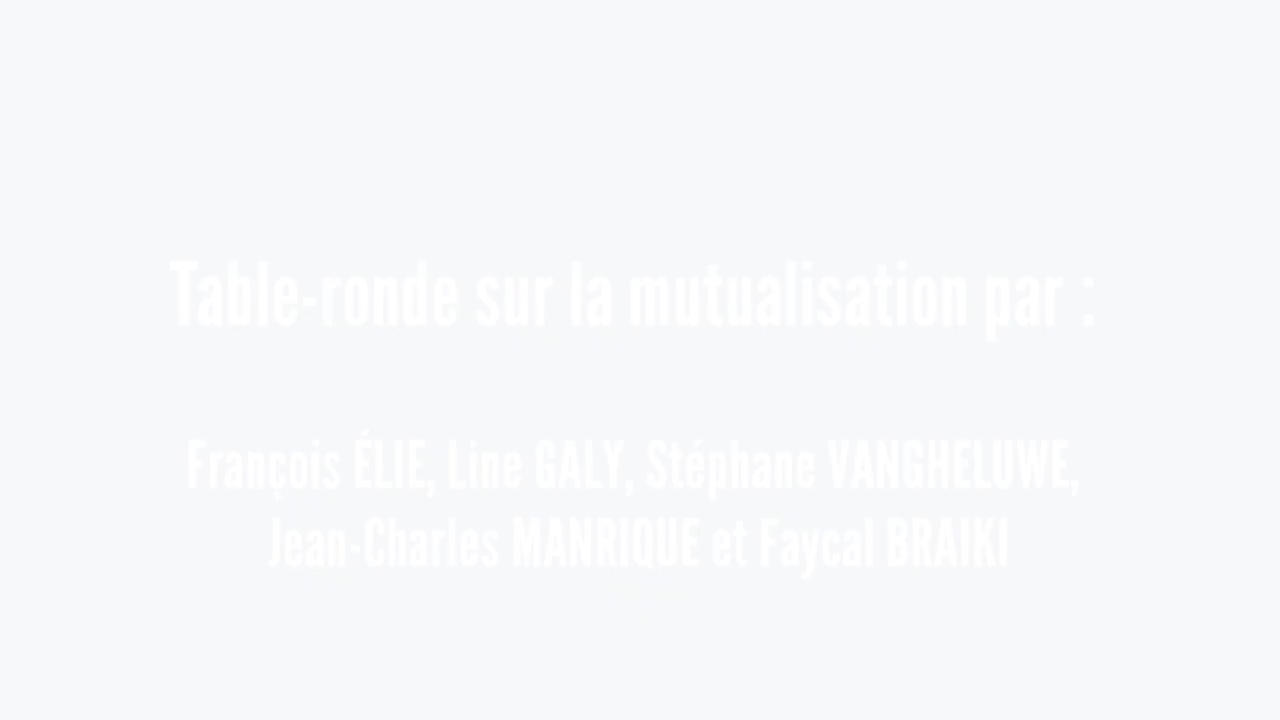 Table-ronde sur la mutualisation par :
François ÉLIE, Line GALY, Stéphane VANGHELUWE,
Jean-Charles MANRIQUE et Faycal BRAIKI